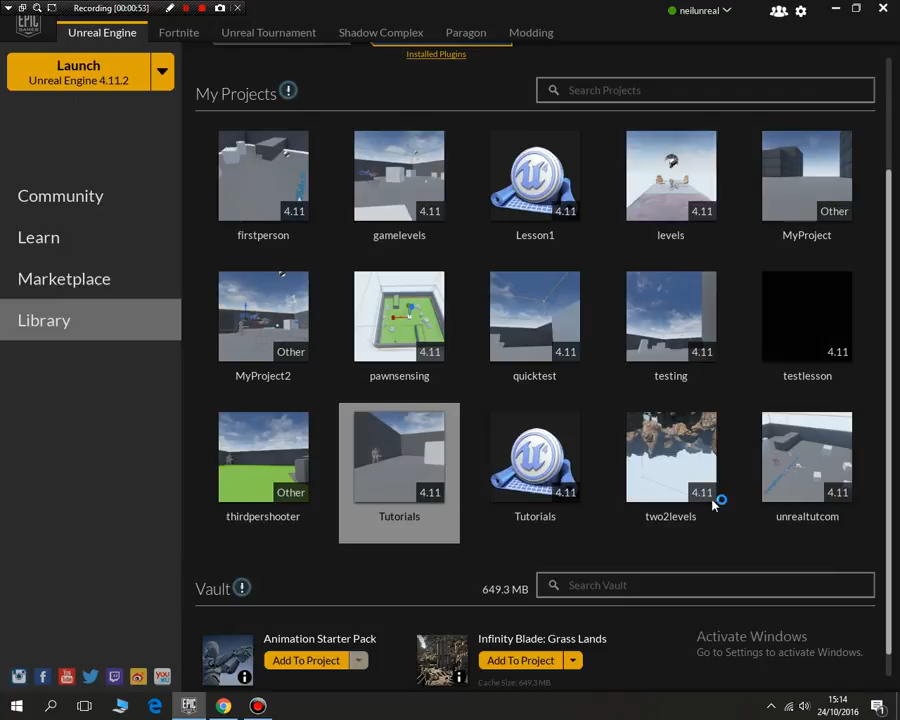 Recording [00:00:53]
EPIC GAMES
neilunreal
Unreal Engine
Fortnite
Unreal Tournament
Shadow Complex
Paragon
Modding
Launch
Unreal Engine 4.11.2
Installed Plugins
Community
Learn
Marketplace
Library
My Projects
Search Projects
4.11
4.11
4.11
4.11
Other
firstperson
gamelevels
Lesson1
levels
MyProject
Other
4.11
4.11
4.11
4.11
MyProject2
pawnsensing
quicktest
testing
testlesson
Other
4.11
4.11
4.11
4.11
thirdpershooter
Tutorials
Tutorials
two2levels
unrealtutcom
Vault
649.3 MB
Search Vault
Animation Starter Pack
Add To Project
Infinity Blade: Grass Lands
Add To Project
Cache Size: 649.3 MB
Activate Windows
Go to Settings to activate Windows.
EPIC
15:14
24/10/2016